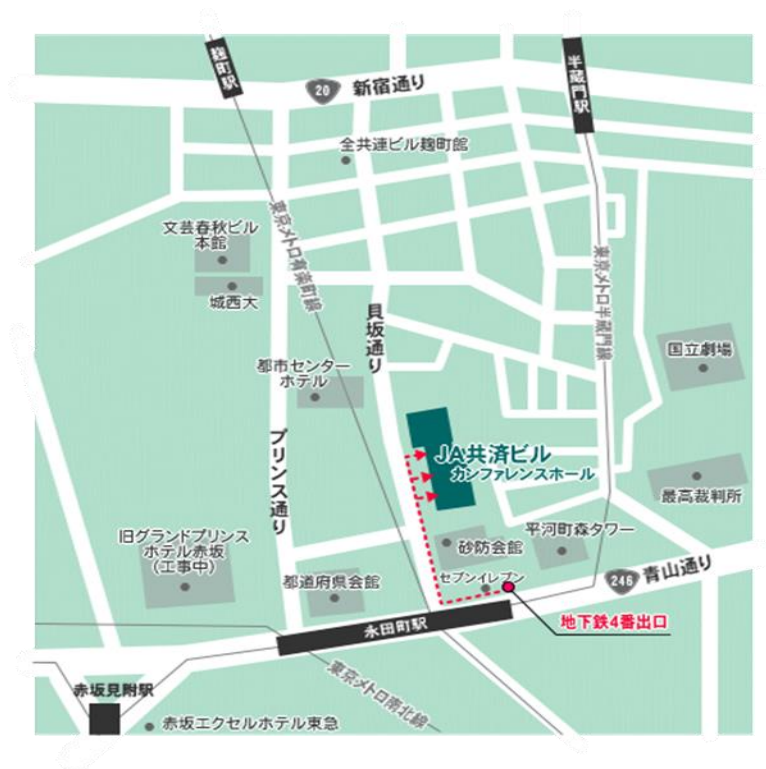 麹町駅
20
新宿通り
半蔵門駅
全共連ビル麹町館
文芸春秋ビル
本館
城西大
東京メトロ有楽町線
東京メトロ半蔵門線
貝坂通り
国立劇場
都市センター
ホテル
プリンス通り
JA共済ビル
カンファレンスホール
最高裁判所
旧グランドプリンス
ホテル赤坂
(工事中)
砂防会館
平河町森タワー
都道府県会館
セブンイレブン
246
青山通り
地下鉄4番出口
永田町駅
東京メトロ南北線
赤坂見附駅
赤坂エクセルホテル東急